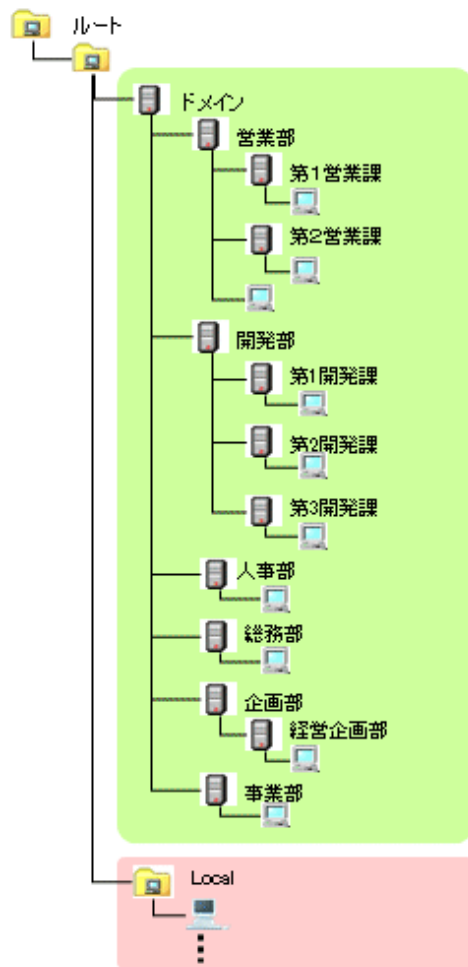 ルート
ドメイン
営業部
第1営業課
第2営業課
開発部
第1開発課
第2開発課
第3開発課
人事部
総務部
企画部
経営企画部
事業部
Local